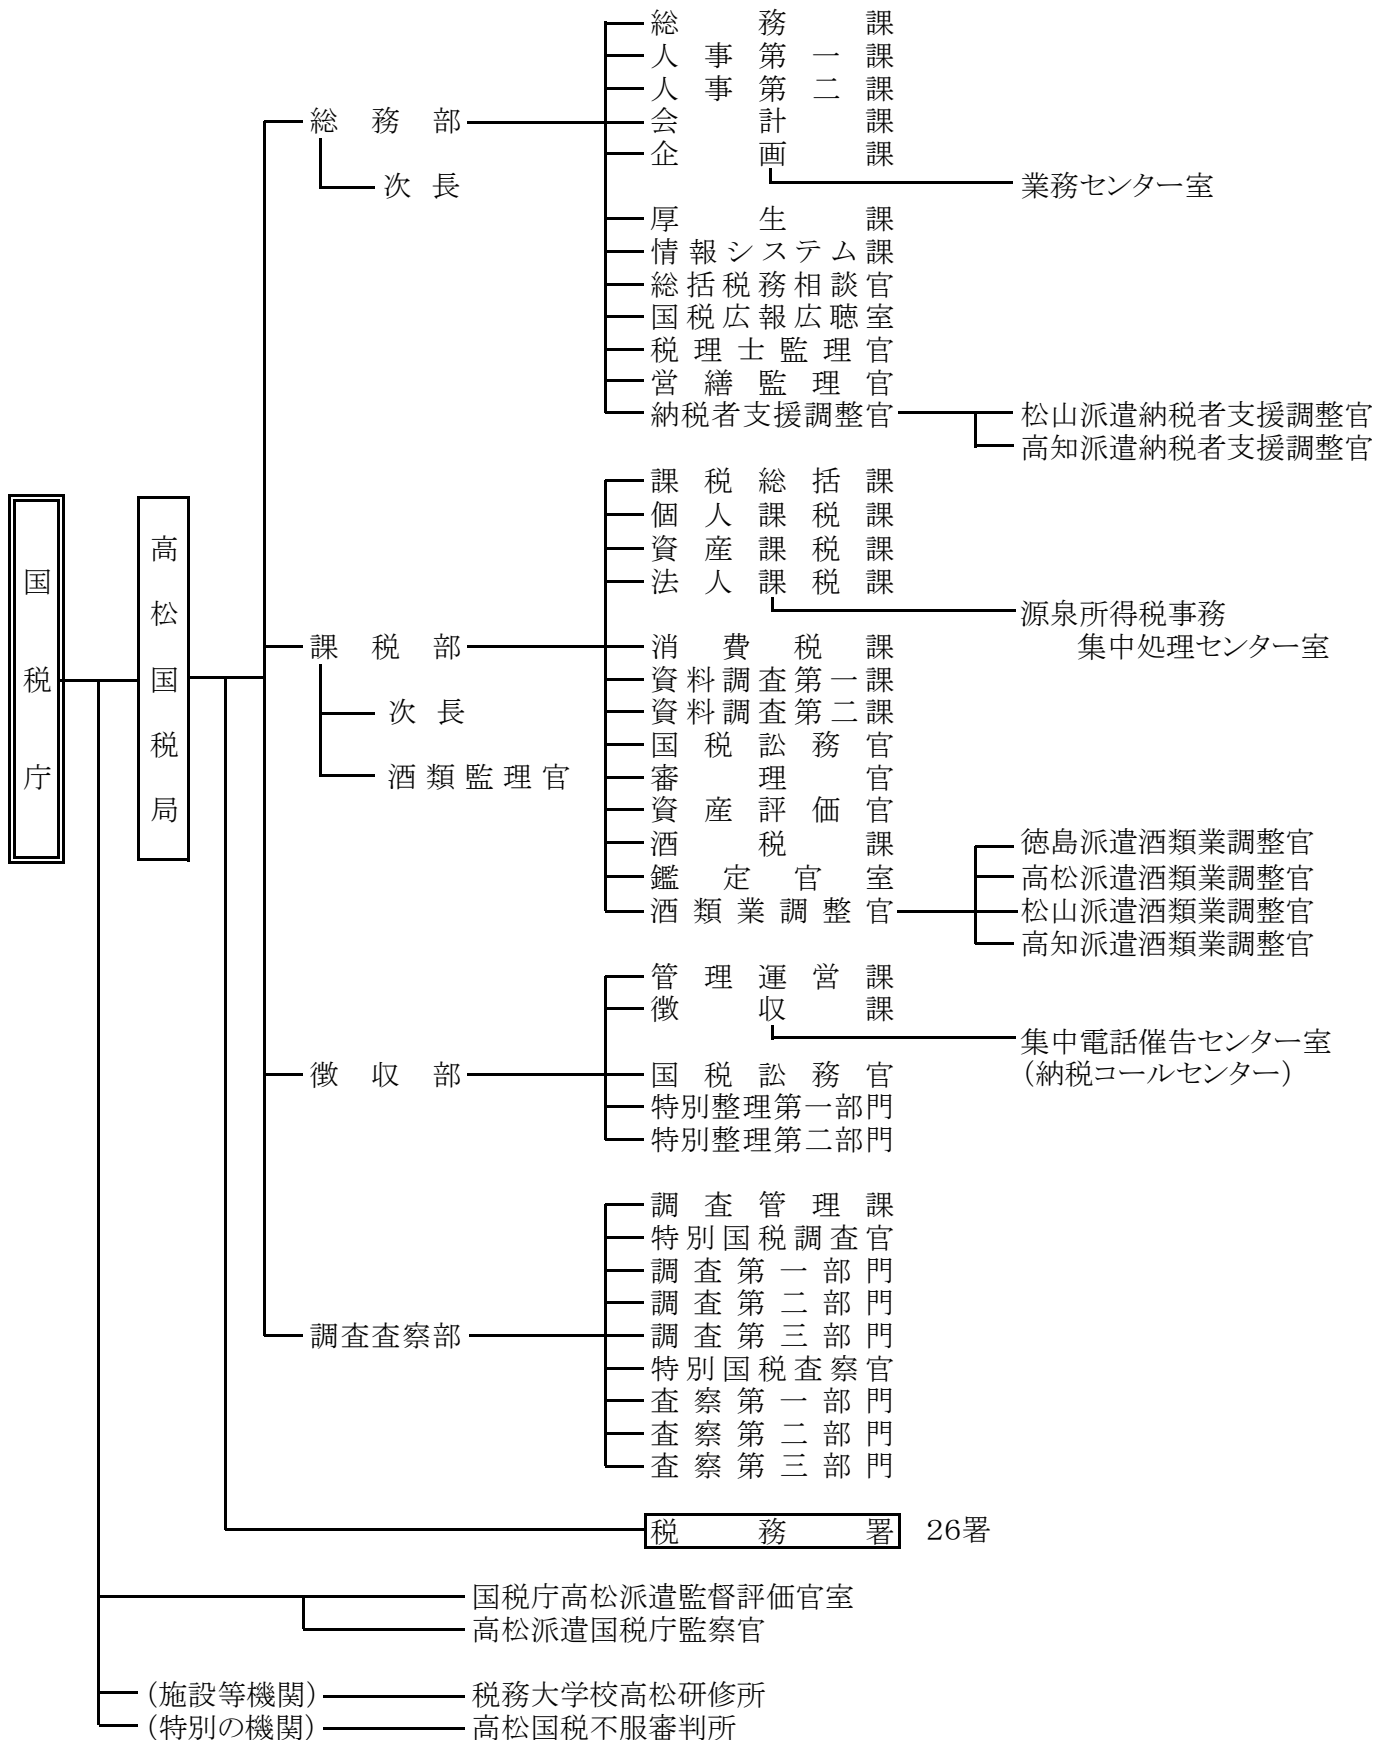 国税庁
高松国税局
総務部
次長
総務課
人事第一課
人事第二課
会計課
企画課
業務センター室
厚生課
情報システム課
総括税務相談官
国税広報広聴室
税理士監理官
営繕監理官
納税者支援調整官
松山派遣納税者支援調整官
高知派遣納税者支援調整官
課税部
次長
酒類監理官
課税総括課
個人課税課
資産課税課
法人課税課
源泉所得税事務
集中処理センター室
消費税課
資料調査第一課
資料調査第二課
国税訟務官
審理官
資産評価官
酒税課
鑑定官室
酒類業調整官
徳島派遣酒類業調整官
高松派遣酒類業調整官
松山派遣酒類業調整官
高知派遣酒類業調整官
徴収部
管理運営課
徴収課
集中電話催告センター室
（納税コールセンター）
国税訟務官
特別整理第一部門
特別整理第二部門
調査査察部
調査管理課
特別国税調査官
調査第一部門
調査第二部門
調査第三部門
特別国税査察官
査察第一部門
査察第二部門
査察第三部門
税務署 26署
国税庁高松派遣監督評価官室
高松派遣国税庁監察官
（施設等機関） 税務大学校高松研修所
（特別の機関） 高松国税不服審判所